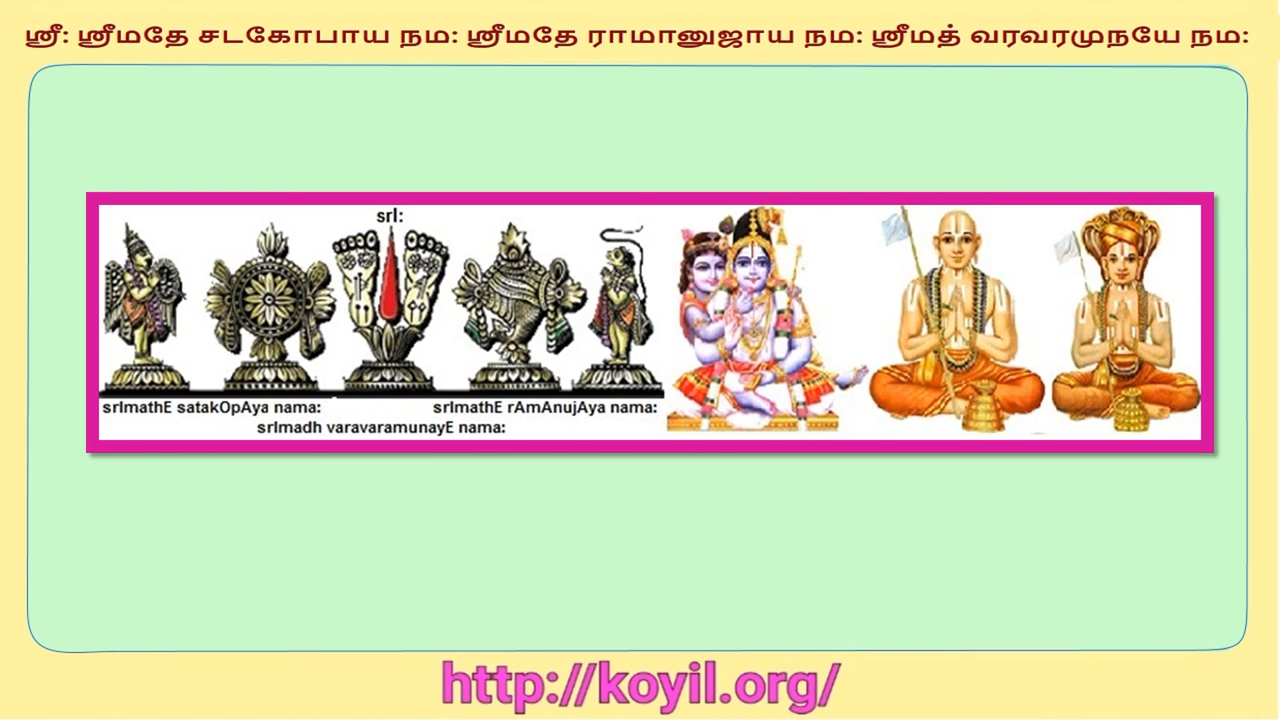 ஸ்ரீ: ஸ்ரீமதே சடகோபாய நம: ஸ்ரீமதே ராமானுஜாய நம: ஸ்ரீமத் வரவரமுநயே நம:
srI:
srImathE satakOpAya nama: srImathE rAmAnujAya nama:
srImadh varavaramunayE nama:
http://koyil.org/